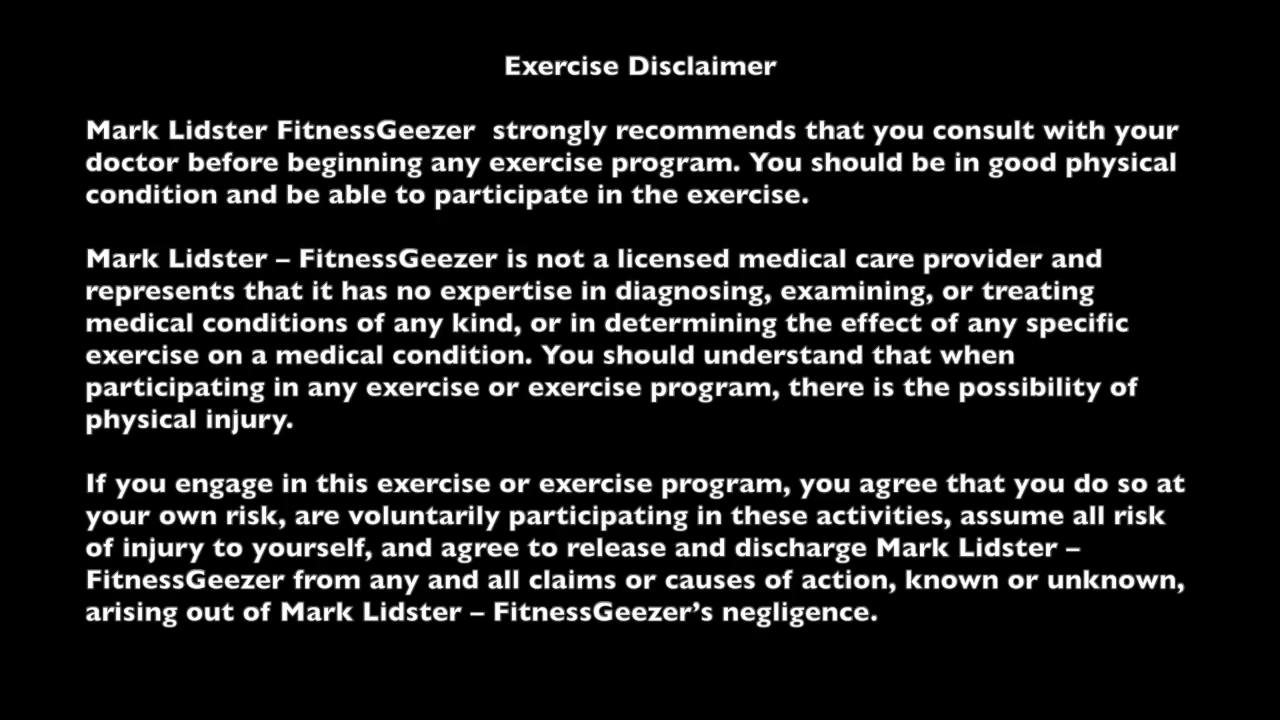 Exercise Disclaimer
Mark Lidster FitnessGeezer  strongly recommends that you consult with your
doctor before beginning any exercise program. You should be in good physical
condition and be able to participate in the exercise.
Mark Lidster – FitnessGeezer is not a licensed medical care provider and
represents that it has no expertise in diagnosing, examining, or treating
medical conditions of any kind, or in determining the effect of any specific
exercise on a medical condition. You should understand that when
participating in any exercise or exercise program, there is the possibility of
physical injury.
If you engage in this exercise or exercise program, you agree that you do so at
your own risk, are voluntarily participating in these activities, assume all risk
of injury to yourself, and agree to release and discharge Mark Lidster –
FitnessGeezer from any and all claims or causes of action, known or unknown,
arising out of Mark Lidster – FitnessGeezer’s negligence.